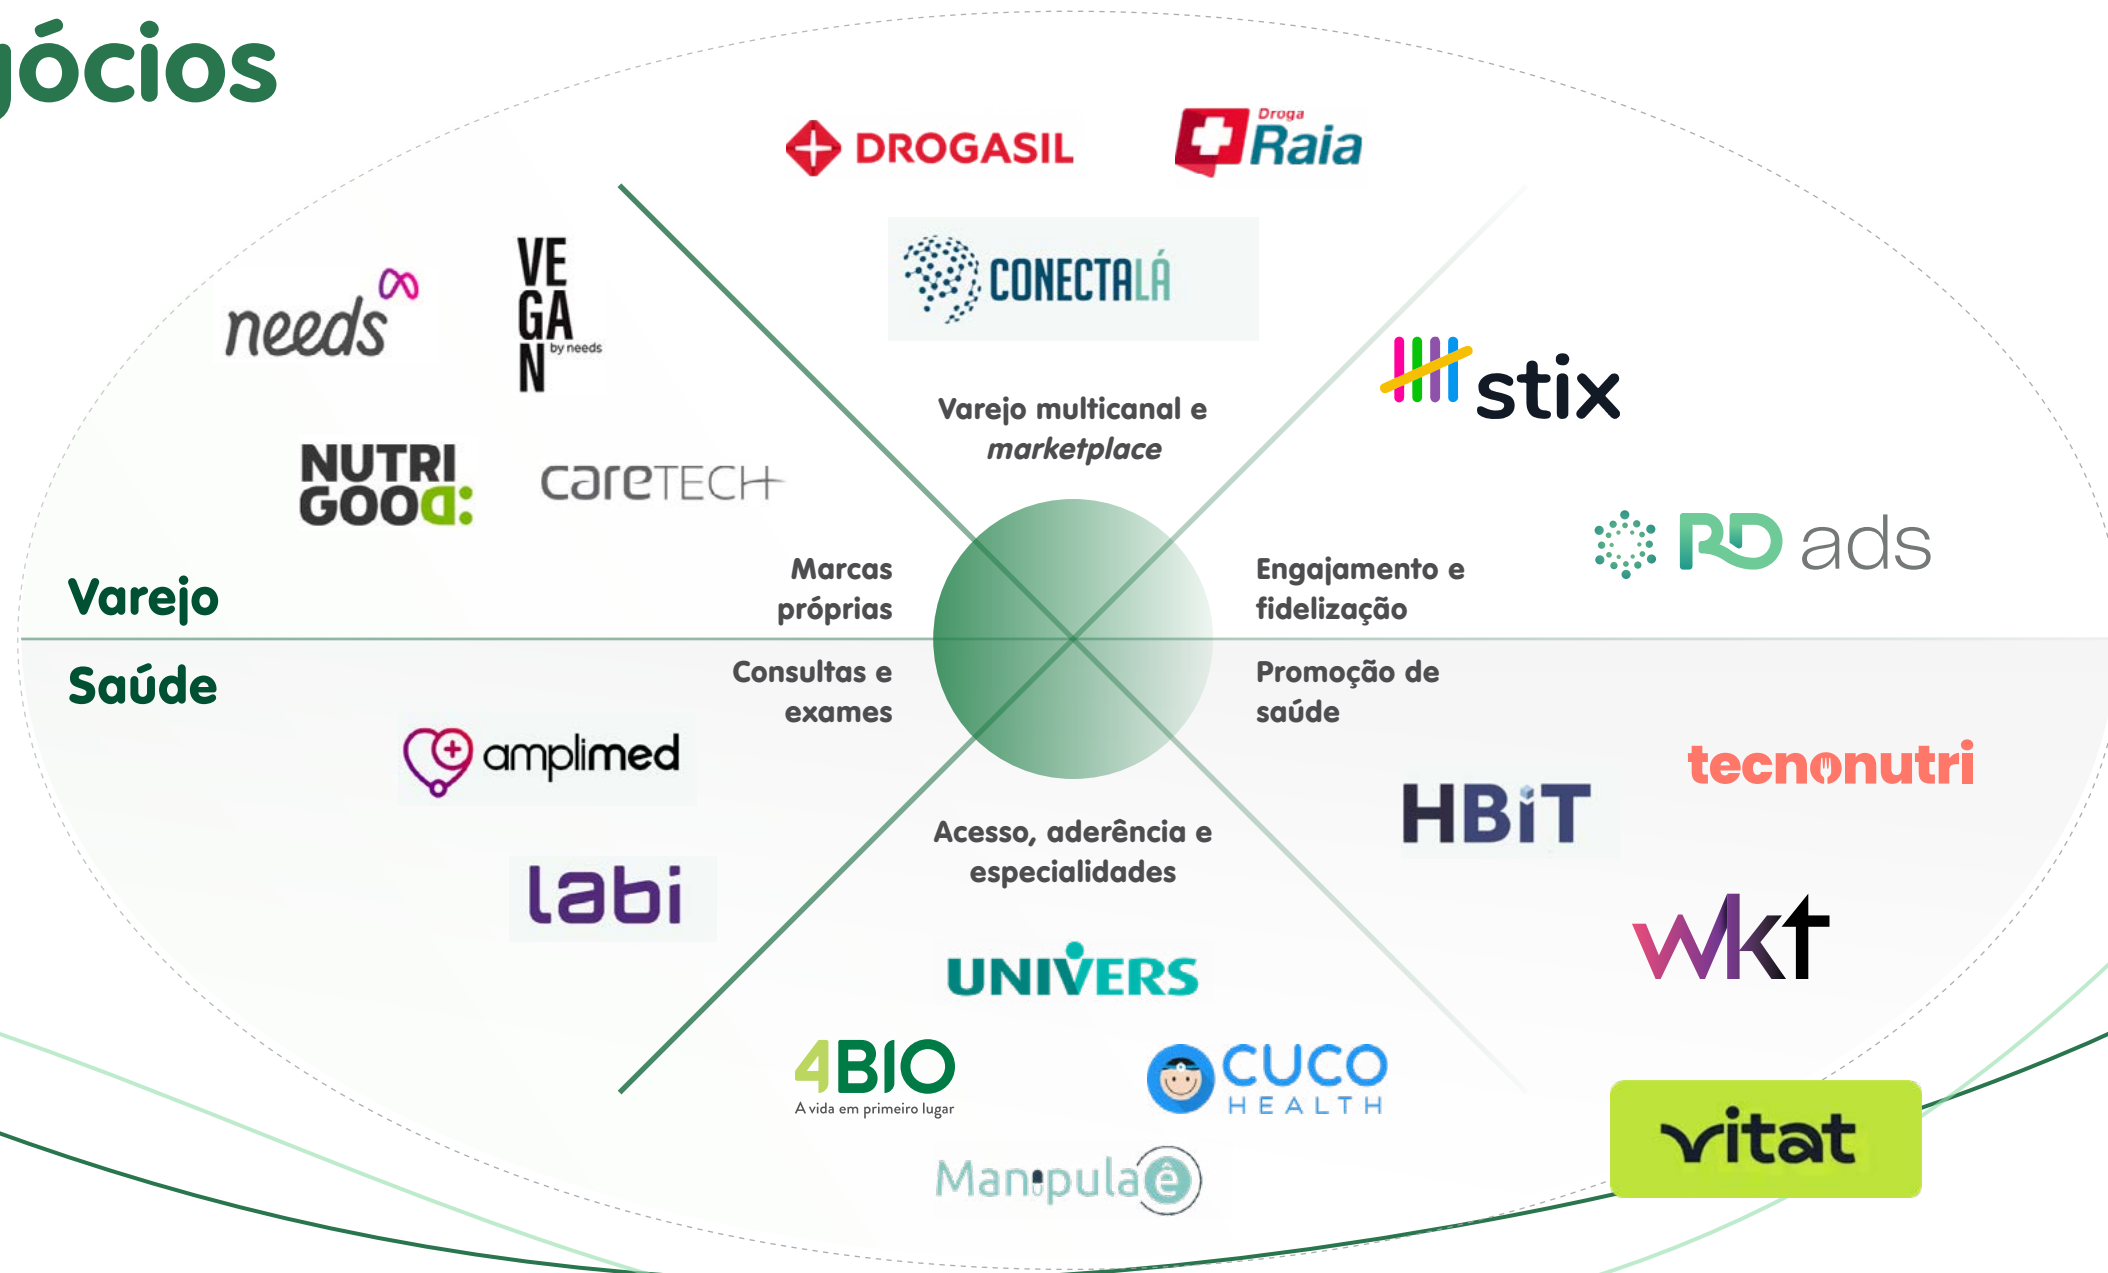 gócios
DROGASIL
Droga
Raia
CONECTALÁ
needs
VE
GA
N
by needs
NUTRI
GOOD:
caretech
Varejo multicanal e
marketplace
stix
RD ads
Marcas
próprias
Engajamento e
fidelização
Varejo
Saúde
Consultas e
exames
Promoção de
saúde
amplimed
labi
tecnonutri
HBiT
wkt
Acesso, aderência e
especialidades
UNIVERS
4BIO
A vida em primeiro lugar
CUCO
HEALTH
Manipulaê
vitat